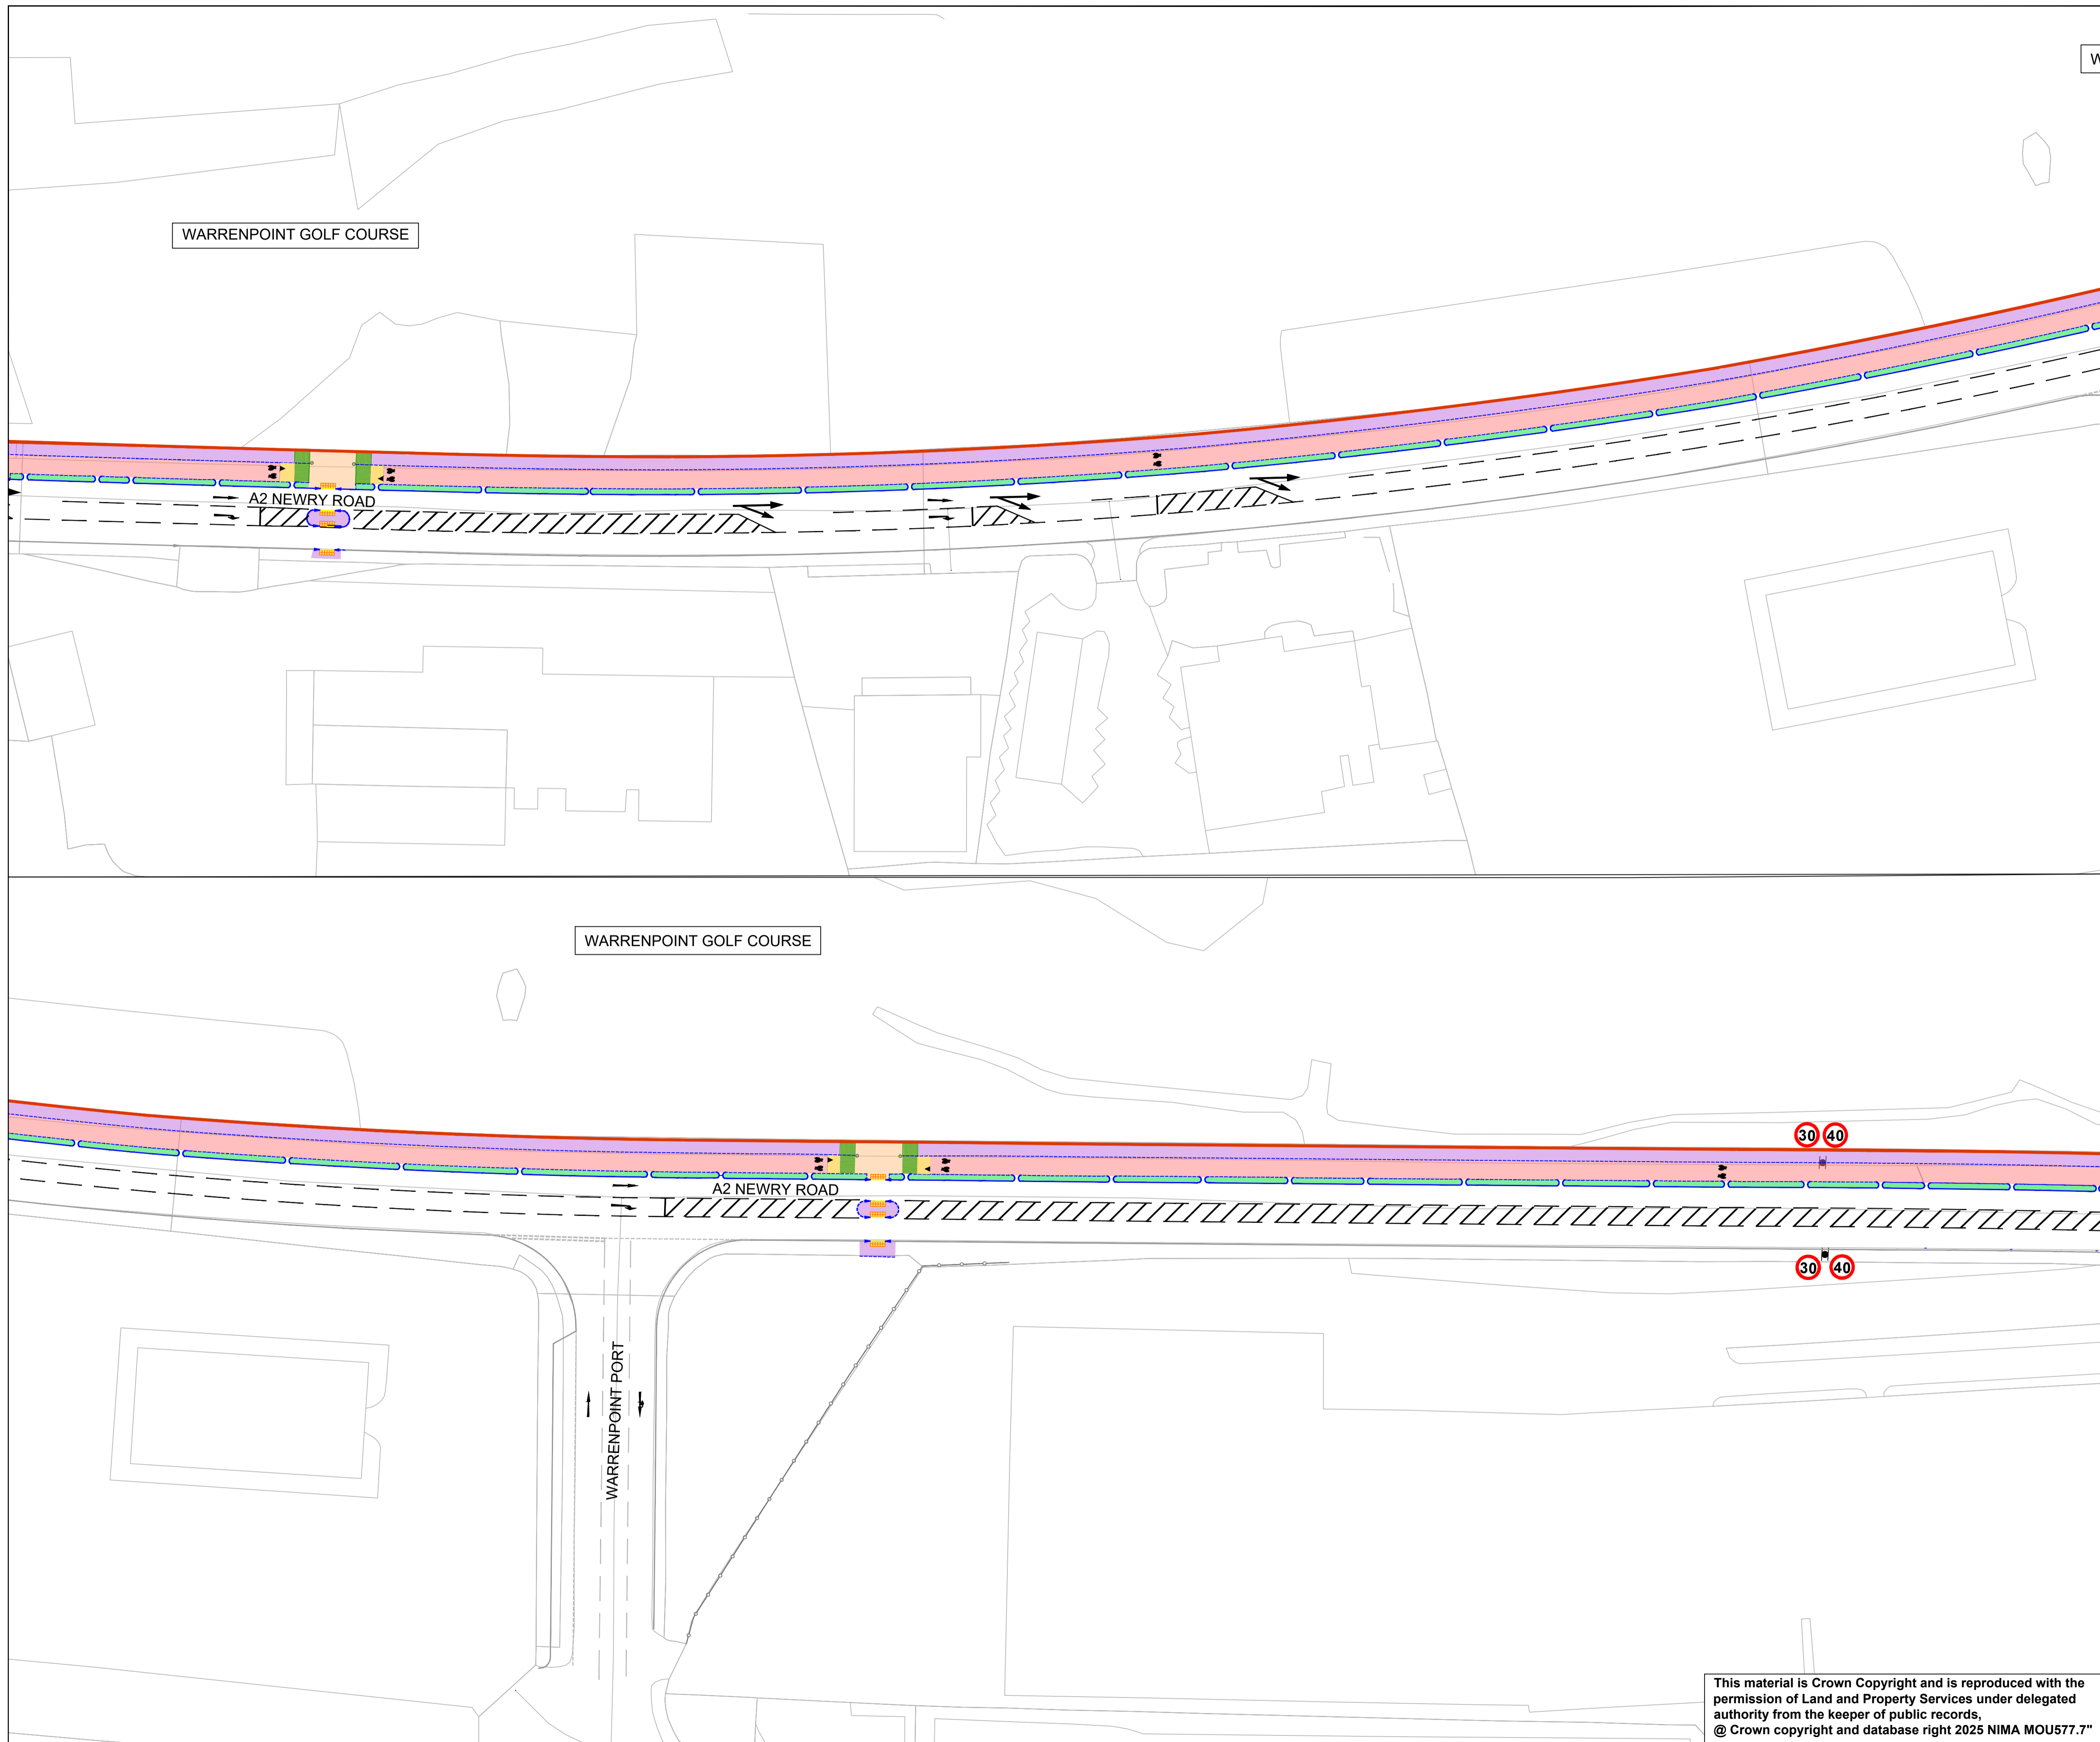 W
WARRENPOINT GOLF COURSE
A2 NEWRY ROAD
WARRENPOINT GOLF COURSE
30 40
A2 NEWRY ROAD
30 40
WARRENPOINT PORT
This material is Crown Copyright and is reproduced with the
permission of Land and Property Services under delegated
authority from the keeper of public records,
@ Crown copyright and database right 2025 NIMA MOU577.7"